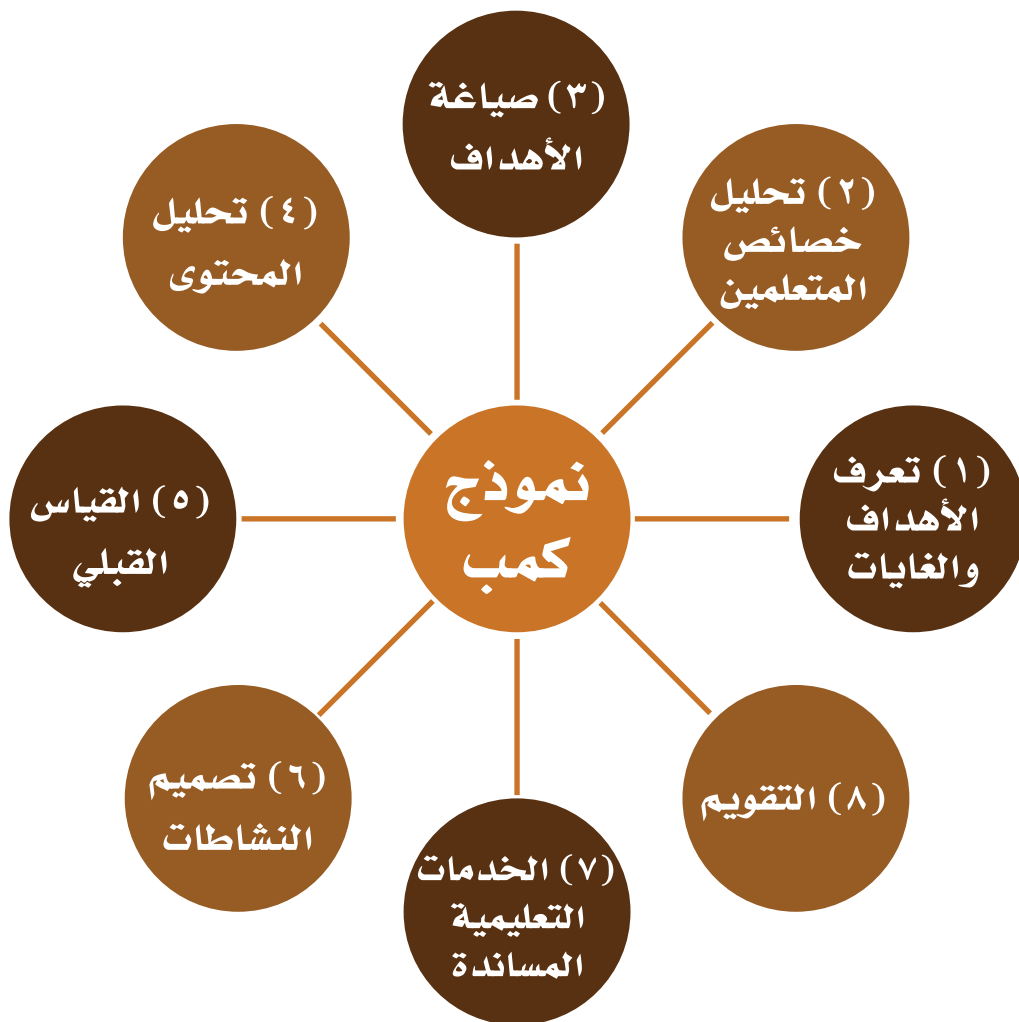 نموذج
كمب
(١) تعرف
الأهداف
والغايات
(٢) تحليل
خصائص
المتعلمين
(٣) صياغة
الأهداف
(٤) تحليل
المحتوى
(٥) القياس
القبلي
(٦) تصميم
النشاطات
(٧) الخدمات
التعليمية
المساندة
(٨) التقويم